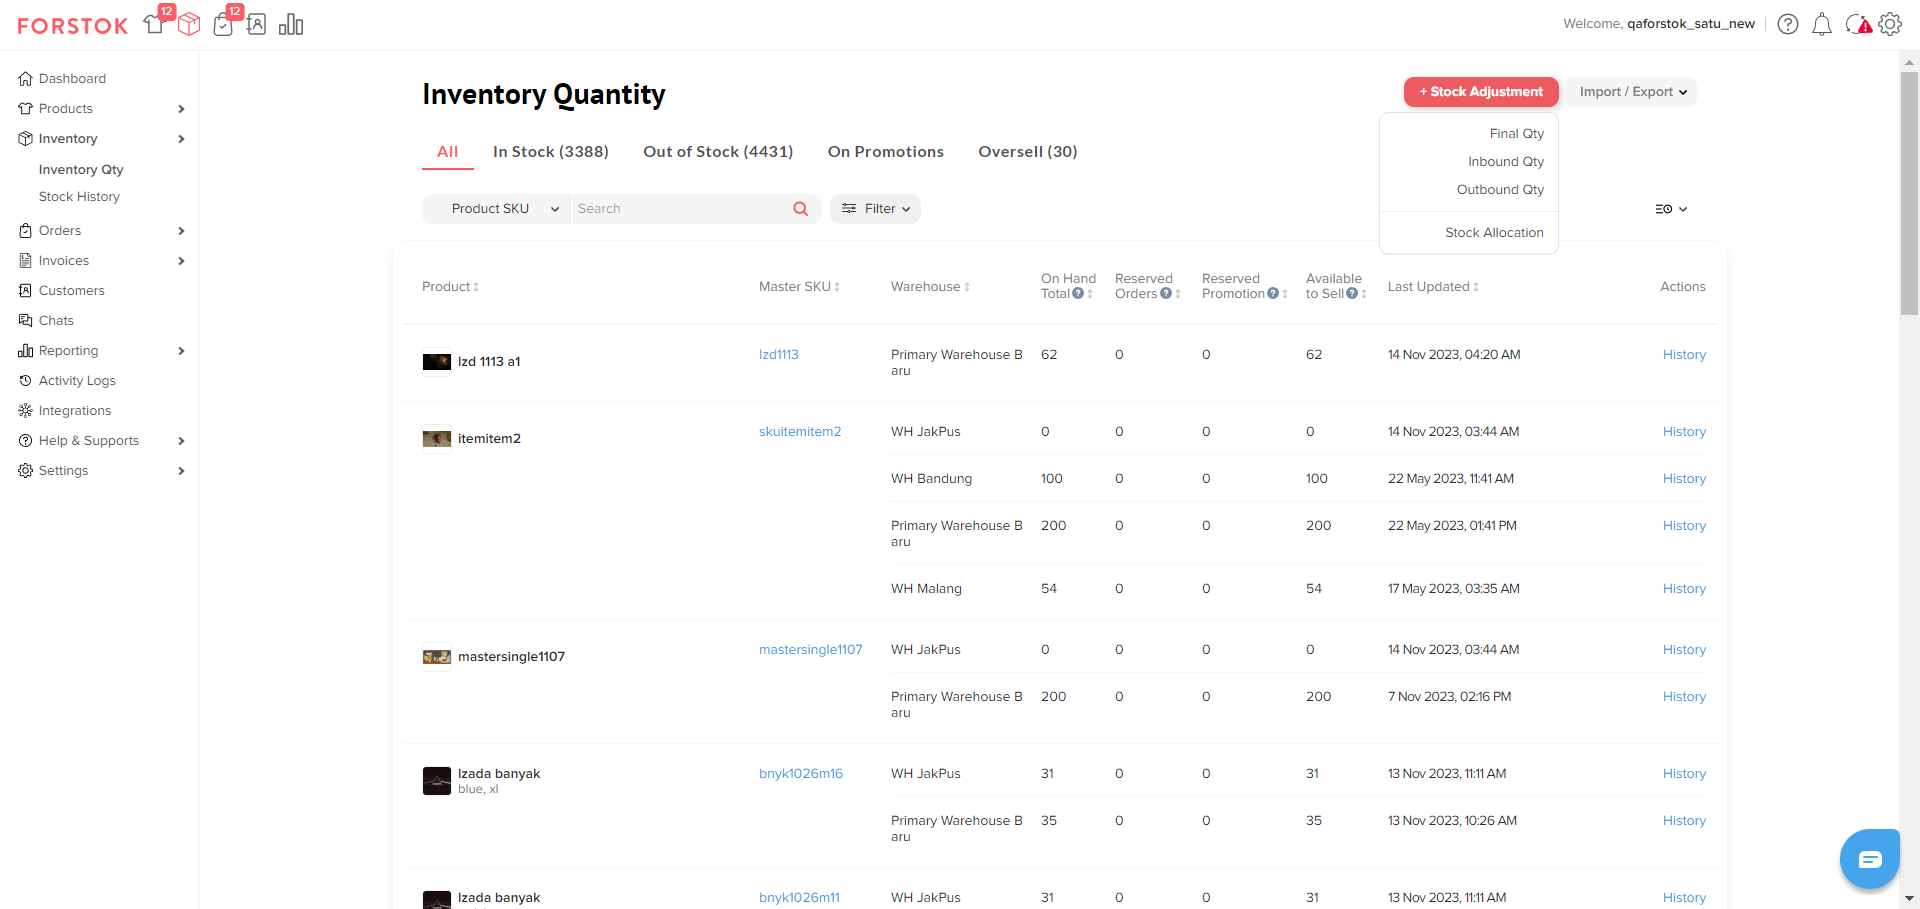 FORSTOK
12
12
Welcome, qaforstok_satu_new
Dashboard
Products
Inventory
Inventory Qty
Stock History
Orders
Invoices
Customers
Chats
Reporting
Activity Logs
Integrations
Help & Supports
Settings
Inventory Quantity
+ Stock Adjustment
Import / Export
Final Qty
Inbound Qty
Outbound Qty
Stock Allocation
All
In Stock (3388)
Out of Stock (4431)
On Promotions
Oversell (30)
Product SKU
Search
Filter
Product
Master SKU
Warehouse
On Hand
Total
Reserved
Orders
Reserved
Promotion
Available
to Sell
Last Updated
Actions
lzd 1113 a1
lzd1113
Primary Warehouse B
aru
62
0
0
62
14 Nov 2023, 04:20 AM
History
itemitem2
skuitemitem2
WH JakPus
0
0
0
0
14 Nov 2023, 03:44 AM
History
WH Bandung
100
0
0
100
22 May 2023, 11:41 AM
History
Primary Warehouse B
aru
200
0
0
200
22 May 2023, 01:41 PM
History
WH Malang
54
0
0
54
17 May 2023, 03:35 AM
History
mastersingle1107
mastersingle1107
WH JakPus
0
0
0
0
14 Nov 2023, 03:44 AM
History
Primary Warehouse B
aru
200
0
0
200
7 Nov 2023, 02:16 PM
History
lzada banyak
blue, xl
bnyk1026m16
WH JakPus
31
0
0
31
13 Nov 2023, 11:11 AM
History
Primary Warehouse B
aru
35
0
0
35
13 Nov 2023, 10:26 AM
History
lzada banyak
bnyk1026m11
WH JakPus
31
0
0
31
13 Nov 2023, 11:11 AM
History